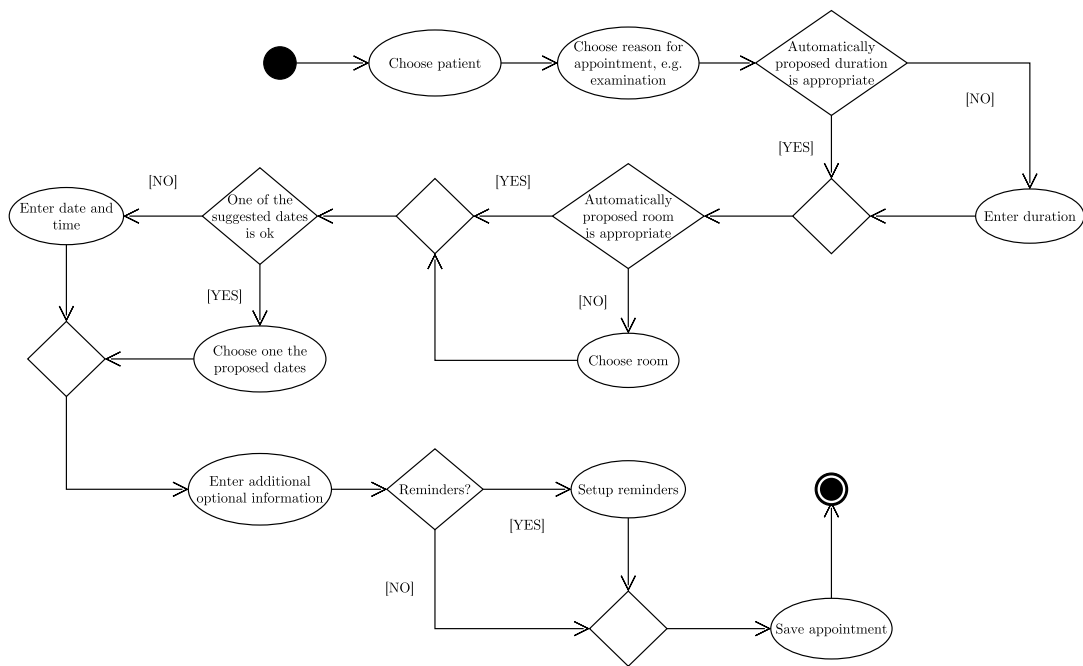 Choose patient
Choose reason for
appointment, e.g.
examination
Automatically
proposed duration
is appropriate
[NO]
[YES]
Enter duration
Automatically
proposed room
is appropriate
[YES]
[NO]
Choose room
One of the
suggested dates
is ok
[NO]
[YES]
Enter date and
time
Choose one the
proposed dates
Enter additional
optional information
Reminders?
[YES]
[NO]
Setup reminders
Save appointment